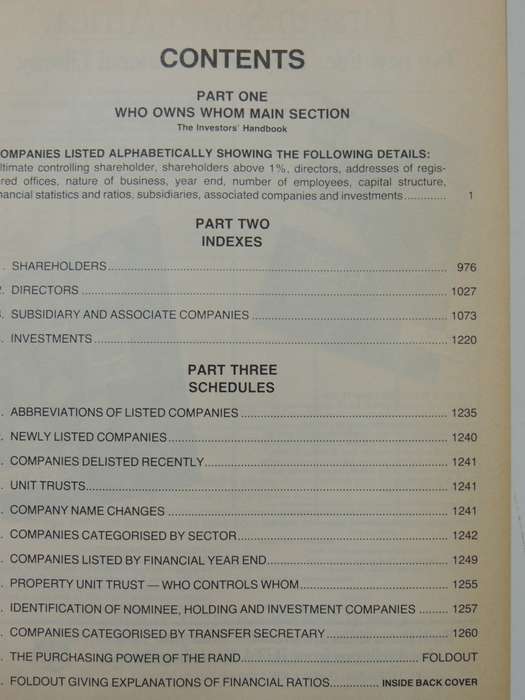 CONTENTS
PART ONE
WHO OWNS WHOM MAIN SECTION
The Investors' Handbook
OMPANIES LISTED ALPHABETICALLY SHOWING THE FOLLOWING DETAILS:
ltimate controlling shareholder, shareholders above 1%, directors, addresses of regis-
red offices, nature of business, year end, number of employees, capital structure,
nancial statistics and ratios, subsidiaries, associated companies and investments ............ 1
PART TWO
INDEXES
. SHAREHOLDERS .................... 976
. DIRECTORS .................... 1027
. SUBSIDIARY AND ASSOCIATE COMPANIES .................... 1073
. INVESTMENTS .................... 1220
PART THREE
SCHEDULES
. ABBREVIATIONS OF LISTED COMPANIES .................... 1235
. NEWLY LISTED COMPANIES .................... 1240
. COMPANIES DELISTED RECENTLY .................... 1241
. UNIT TRUSTS .................... 1241
. COMPANY NAME CHANGES .................... 1241
. COMPANIES CATEGORISED BY SECTOR .................... 1242
. COMPANIES LISTED BY FINANCIAL YEAR END .................... 1249
. PROPERTY UNIT TRUST — WHO CONTROLS WHOM .................... 1255
. IDENTIFICATION OF NOMINEE, HOLDING AND INVESTMENT COMPANIES ......... 1257
. COMPANIES CATEGORISED BY TRANSFER SECRETARY .................... 1260
. THE PURCHASING POWER OF THE RAND .................... FOLDOUT
. FOLDOUT GIVING EXPLANATIONS OF FINANCIAL RATIOS .............. INSIDE BACK COVER